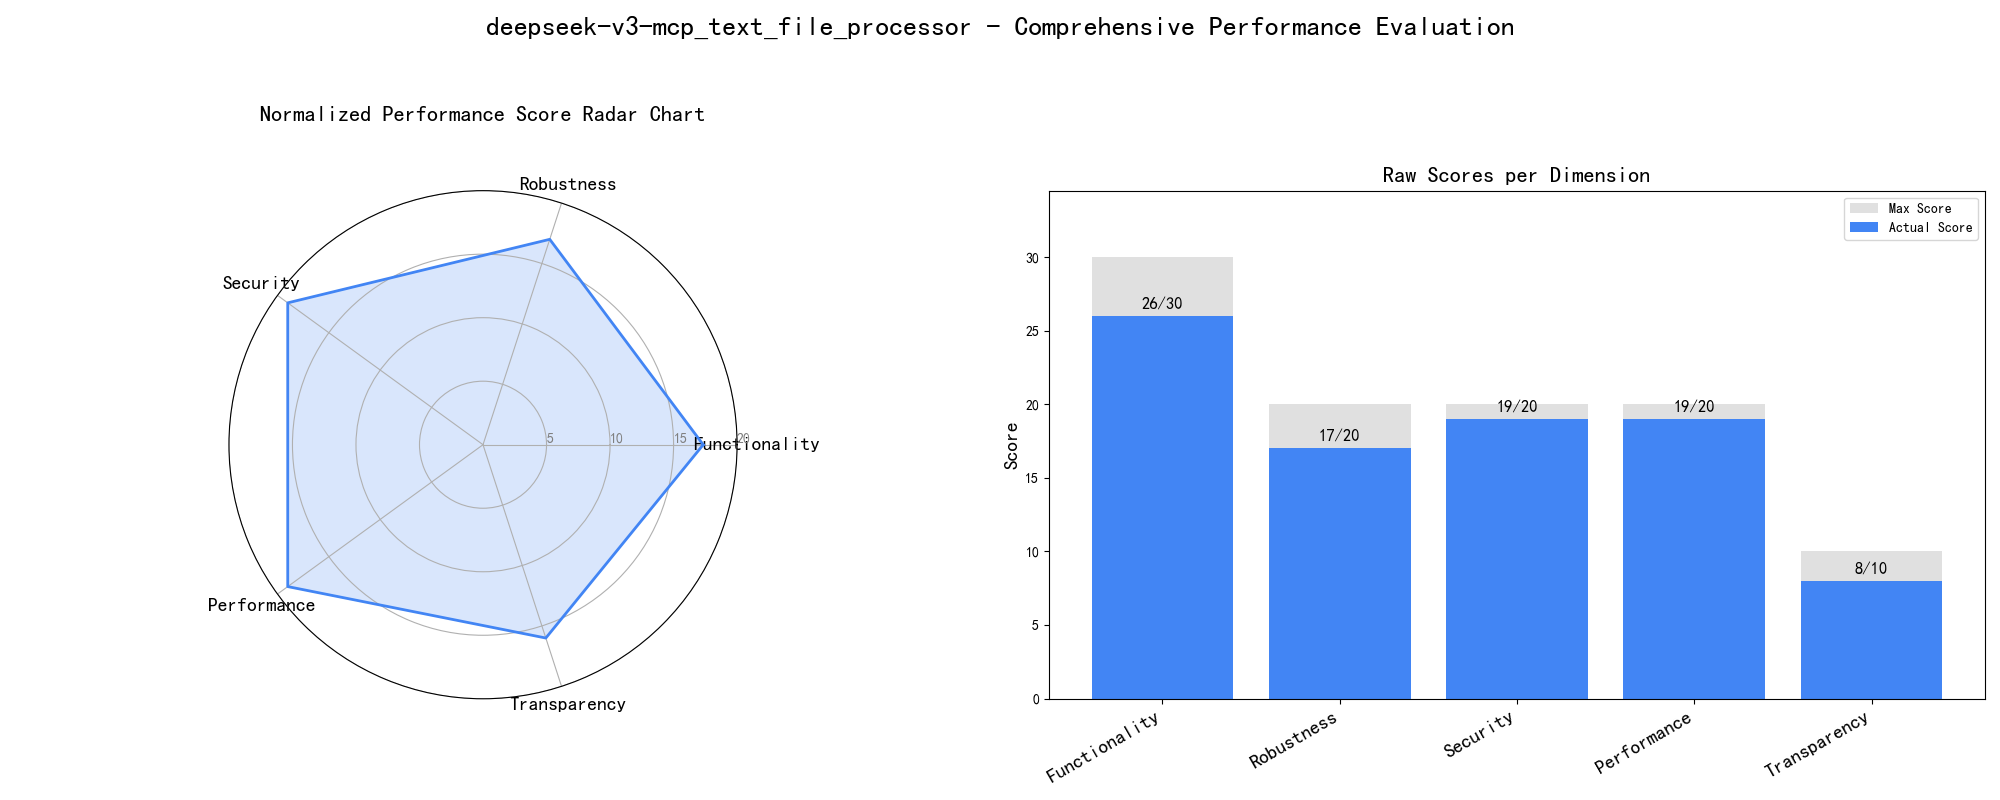 deepseek-v3-mcp_text_file_processor - Comprehensive Performance Evaluation
Normalized Performance Score Radar Chart
Robustness
Security
5
10
15
20
Functionality
Performance
Transparency
Raw Scores per Dimension
Max Score
Actual Score
Score
30
25
20
15
10
5
0
26/30
17/20
19/20
19/20
8/10
Functionality
Robustness
Security
Performance
Transparency